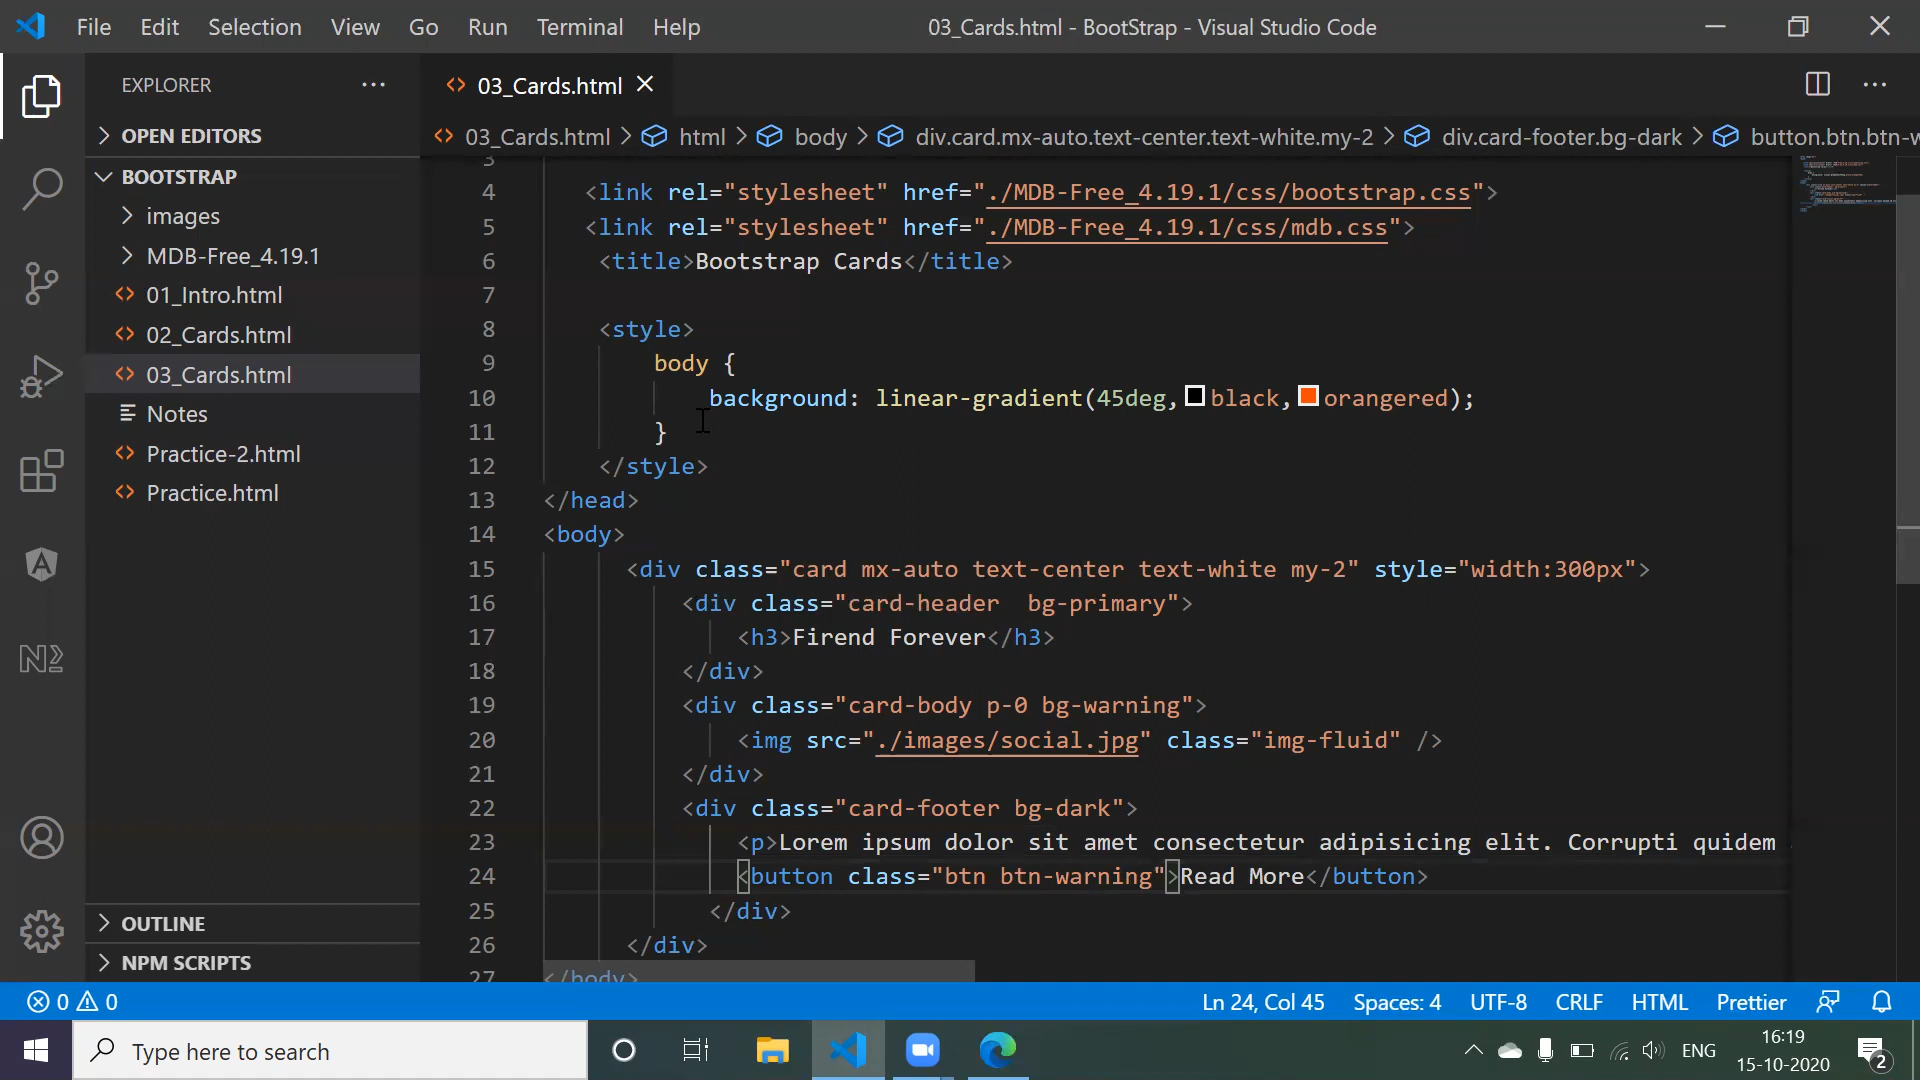 File Edit Selection View Go Run Terminal Help 03_Cards.html - BootStrap - Visual Studio Code
EXPLORER
OPEN EDITORS
BOOTSTRAP
images
MDB-Free_4.19.1
01_Intro.html
02_Cards.html
03_Cards.html
Notes
Practice-2.html
Practice.html
OUTLINE
NPM SCRIPTS
03_Cards.html
03_Cards.html > html > body > div.card.mx-auto.text-center.text-white.my-2 > div.card-footer.bg-dark > button.btn.btn-w
3
4 <link rel="stylesheet" href="./MDB-Free_4.19.1/css/bootstrap.css">
5 <link rel="stylesheet" href="./MDB-Free_4.19.1/css/mdb.css">
6 <title>Bootstrap Cards</title>
7
8 <style>
9 body {
10 background: linear-gradient(45deg,black,orangered);
11 }
12 </style>
13 </head>
14 <body>
15 <div class="card mx-auto text-center text-white my-2" style="width:300px">
16 <div class="card-header  bg-primary">
17 <h3>Firend Forever</h3>
18 </div>
19 <div class="card-body p-0 bg-warning">
20 <img src="./images/social.jpg" class="img-fluid" />
21 </div>
22 <div class="card-footer bg-dark">
23 <p>Lorem ipsum dolor sit amet consectetur adipisicing elit. Corrupti quidem
24 <button class="btn btn-warning">Read More</button>
25 </div>
26 </div>
27 </body>
0 0 Ln 24, Col 45 Spaces: 4 UTF-8 CRLF HTML Prettier
Type here to search
ENG
16:19
15-10-2020
2